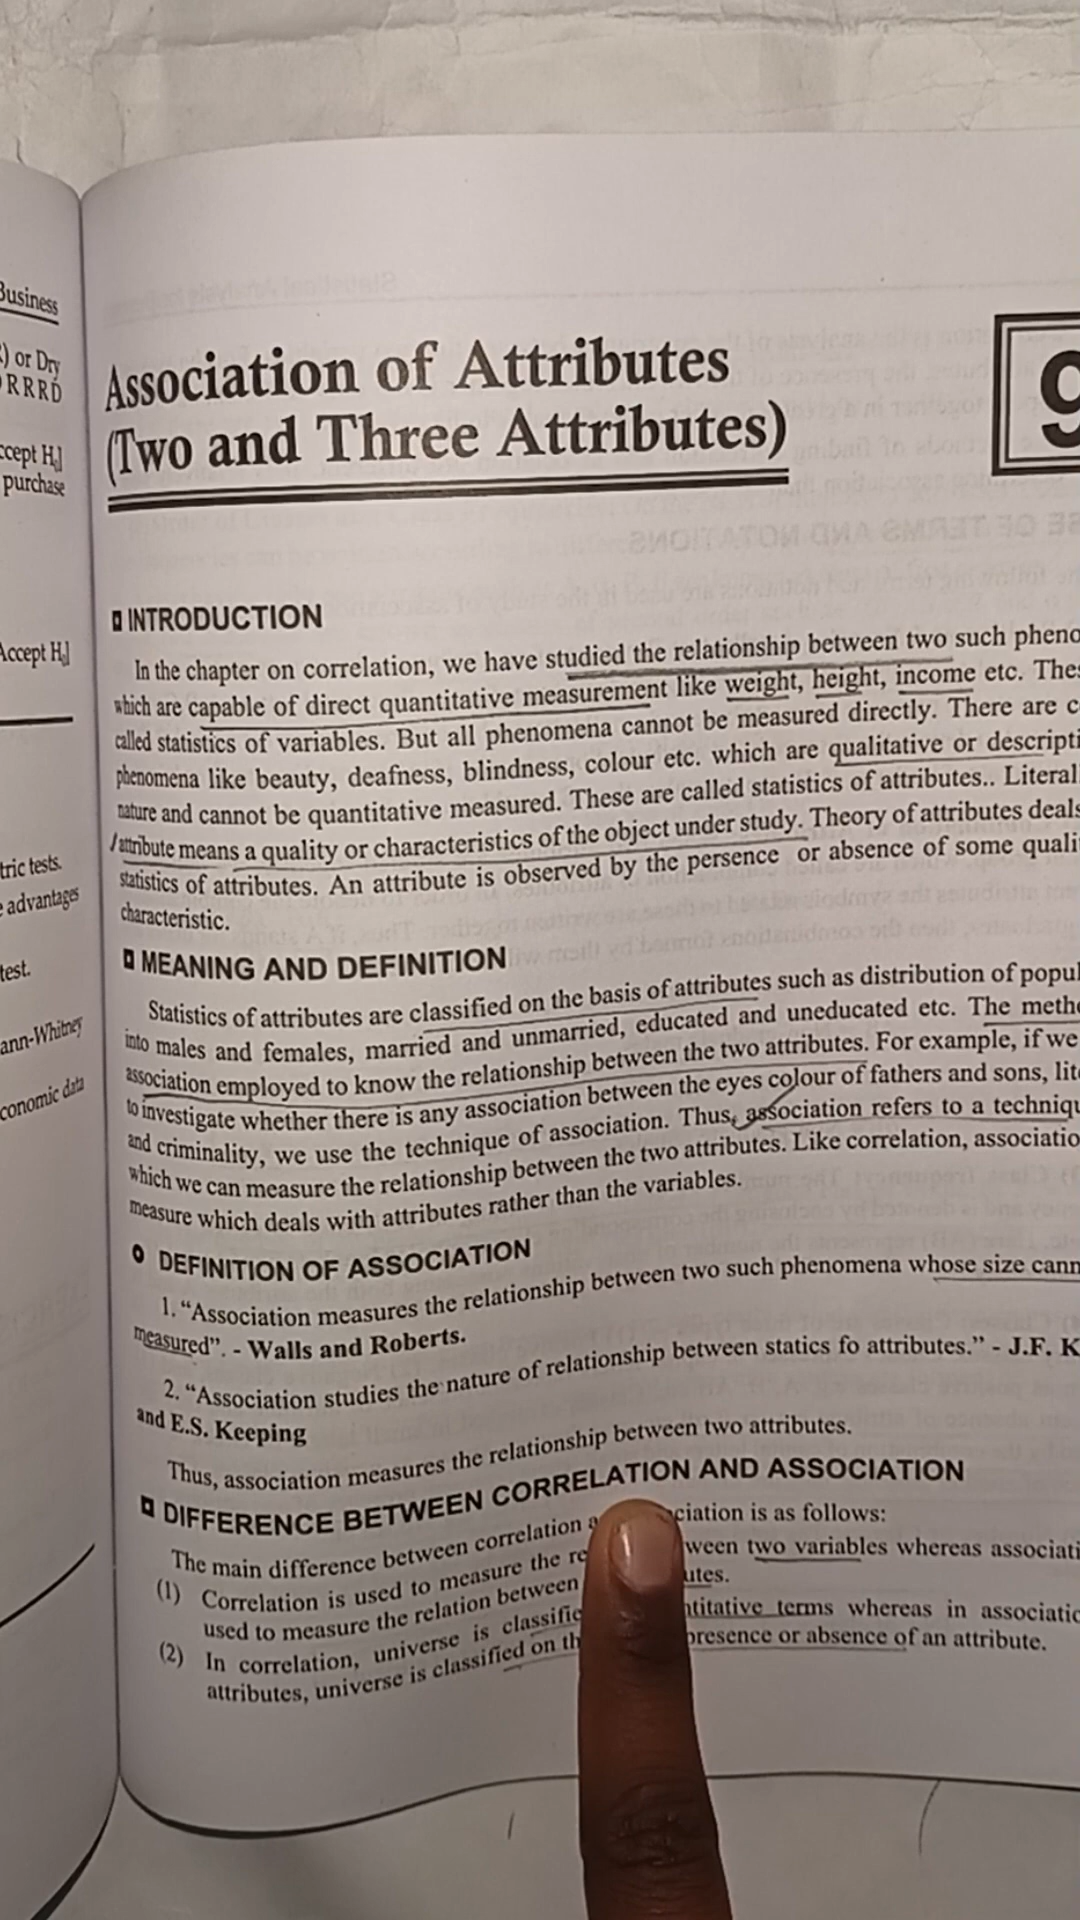 Business
) or Dry
RRRD
ccept H₀]
purchase
Accept H₀]
tric tests.
advantages
test.
ann-Whitney
conomic data
Association of Attributes
(Two and Three Attributes)
9
INTRODUCTION
In the chapter on correlation, we have studied the relationship between two such pheno
which are capable of direct quantitative measurement like weight, height, income etc. Thes
called statistics of variables. But all phenomena cannot be measured directly. There are c
phenomena like beauty, deafness, blindness, colour etc. which are qualitative or descripti
nature and cannot be quantitative measured. These are called statistics of attributes.. Literal
attribute means a quality or characteristics of the object under study. Theory of attributes deals
statistics of attributes. An attribute is observed by the persence or absence of some quali
characteristic.
MEANING AND DEFINITION
Statistics of attributes are classified on the basis of attributes such as distribution of popul
into males and females, married and unmarried, educated and uneducated etc. The metho
association employed to know the relationship between the two attributes. For example, if we
to investigate whether there is any association between the eyes colour of fathers and sons, lite
and criminality, we use the technique of association. Thus, association refers to a techniqu
which we can measure the relationship between the two attributes. Like correlation, associatio
measure which deals with attributes rather than the variables.
DEFINITION OF ASSOCIATION
1. “Association measures the relationship between two such phenomena whose size cann
measured”. - Walls and Roberts.
2. “Association studies the nature of relationship between statics fo attributes.” - J.F. K
and E.S. Keeping
Thus, association measures the relationship between two attributes.
DIFFERENCE BETWEEN CORRELATION AND ASSOCIATION
The main difference between correlation a ciation is as follows:
(1) Correlation is used to measure the re ween two variables whereas associati
used to measure the relation between utes.
(2) In correlation, universe is classifie ntitative terms whereas in associatio
attributes, universe is classified on th presence or absence of an attribute.